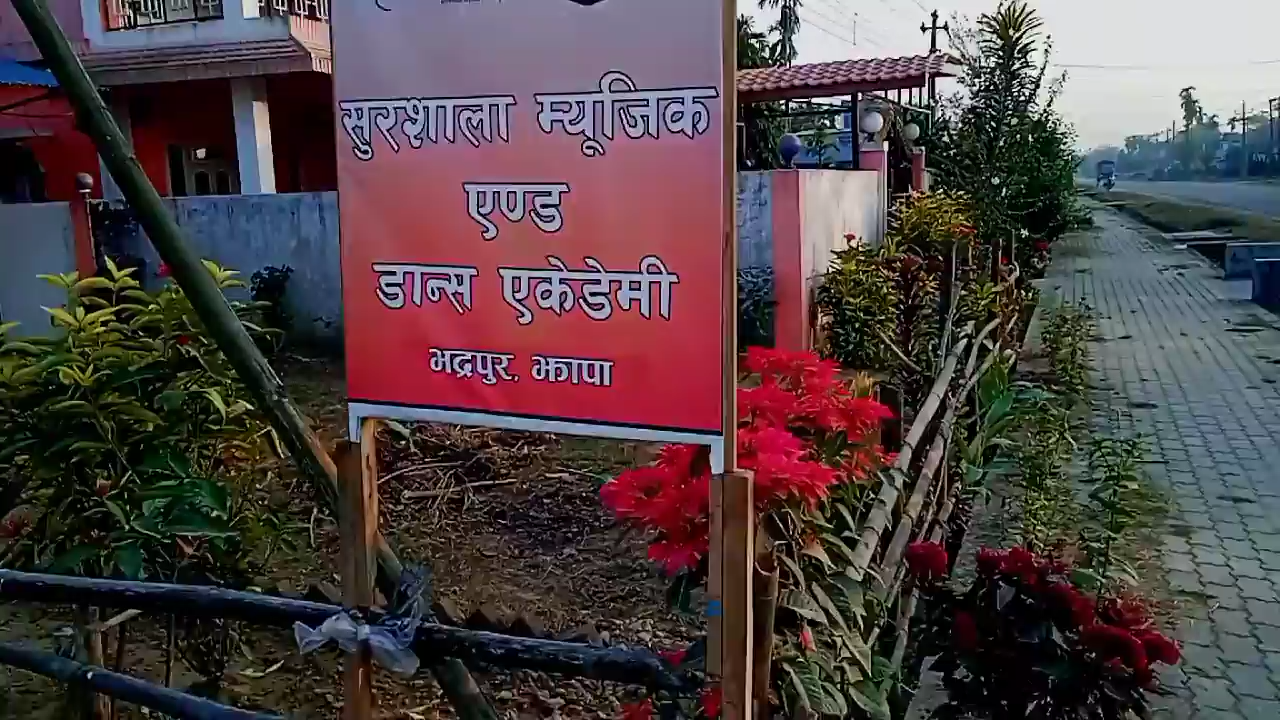 सुरशाला म्यूजिक
एण्ड
डान्स एकेडेमी
भद्रपुर, झापा